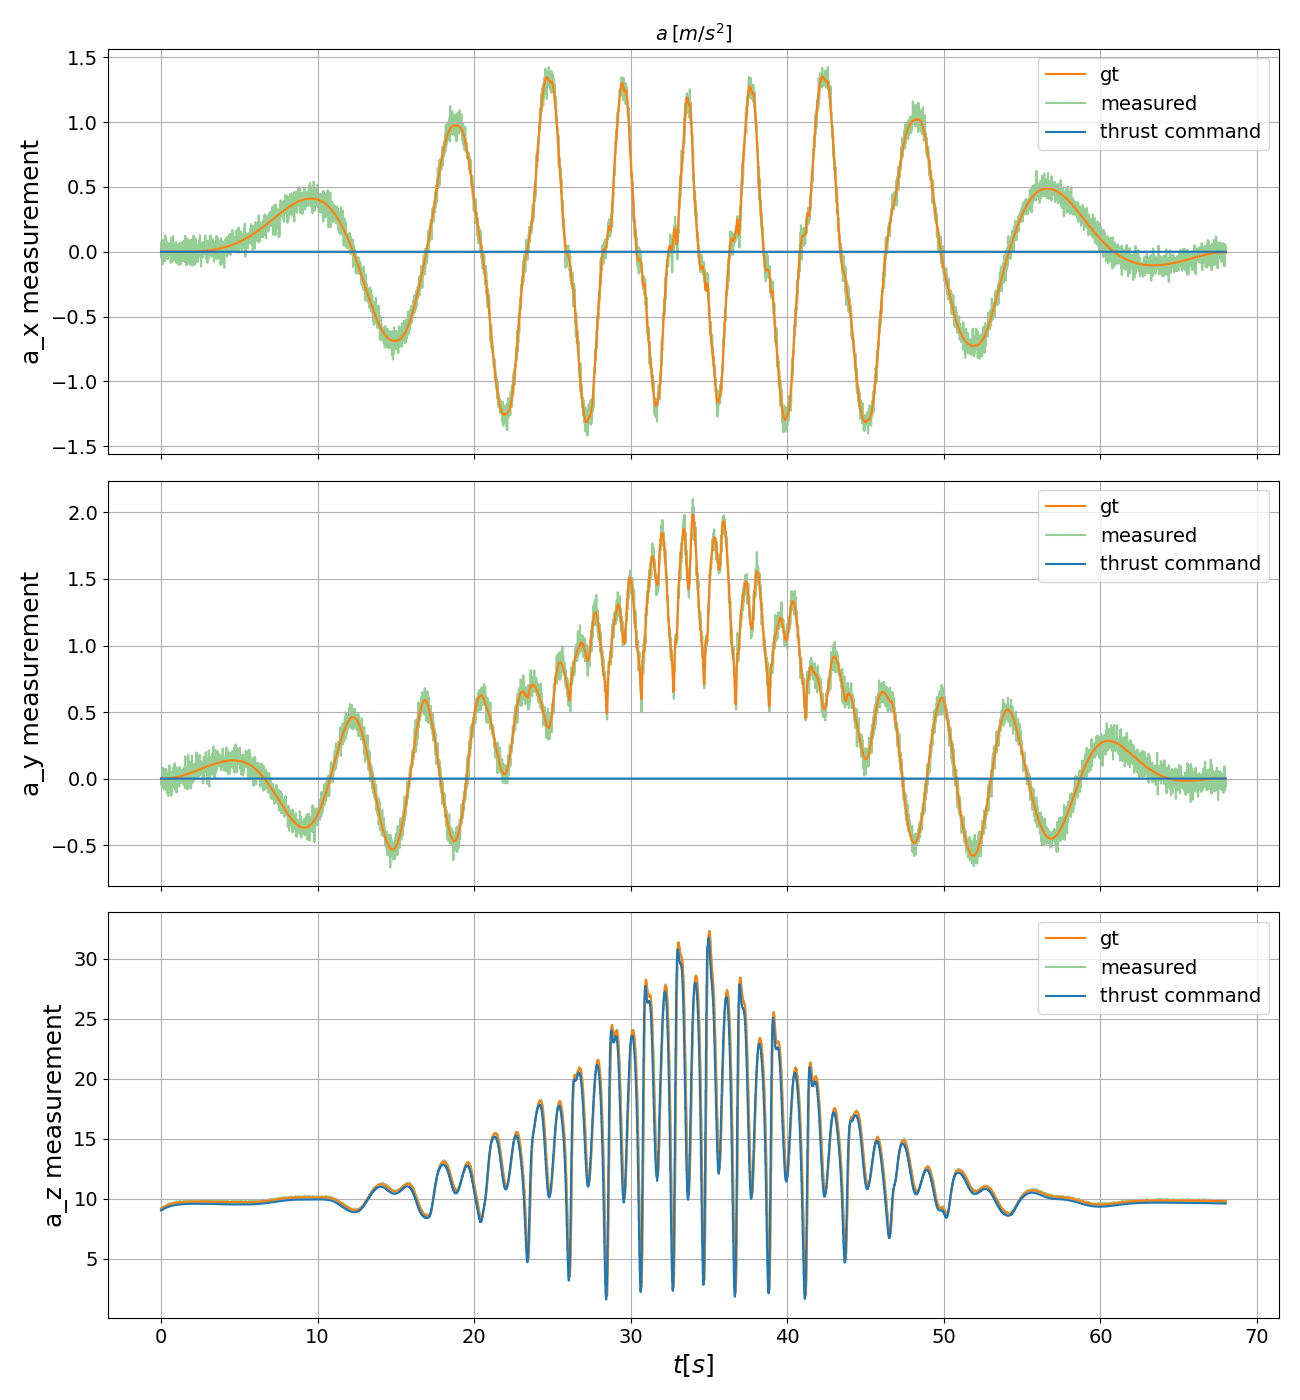 a [m/s²]
1.5
1.0
0.5
0.0
−0.5
−1.0
−1.5
a_x measurement
gt
measured
thrust command
2.0
1.5
1.0
0.5
0.0
−0.5
a_y measurement
gt
measured
thrust command
30
25
20
15
10
5
a_z measurement
gt
measured
thrust command
0 10 20 30 40 50 60 70
t[s]